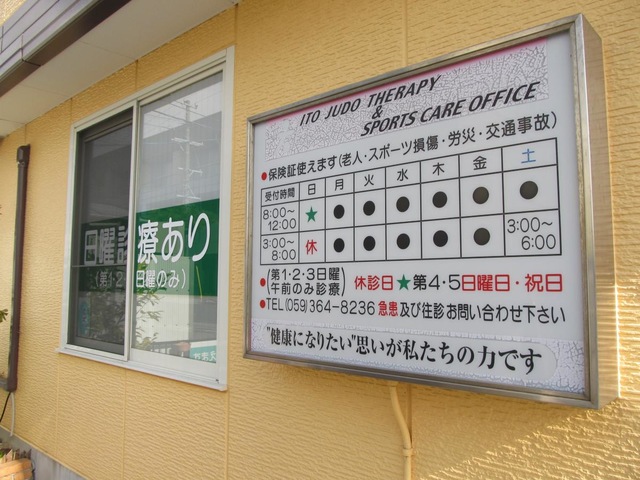 ITO JUDO THERAPY
&
SPORTS CARE OFFICE
●保険証使えます(老人・スポーツ損傷・労災・交通事故)
受付時間 日 月 火 水 木 金 土
8:00〜12:00 ★ ● ● ● ● ● ●
3:00〜8:00 休 ● ● ● ● ● 3:00〜6:00
●(第1・2・3日曜 午前のみ診療) 休診日★第4・5日曜日・祝日
●TEL(059)364-8236 急患及び往診お問い合わせ下さい
"健康になりたい"思いが私たちの力です
日曜診療あり
日曜のみ)